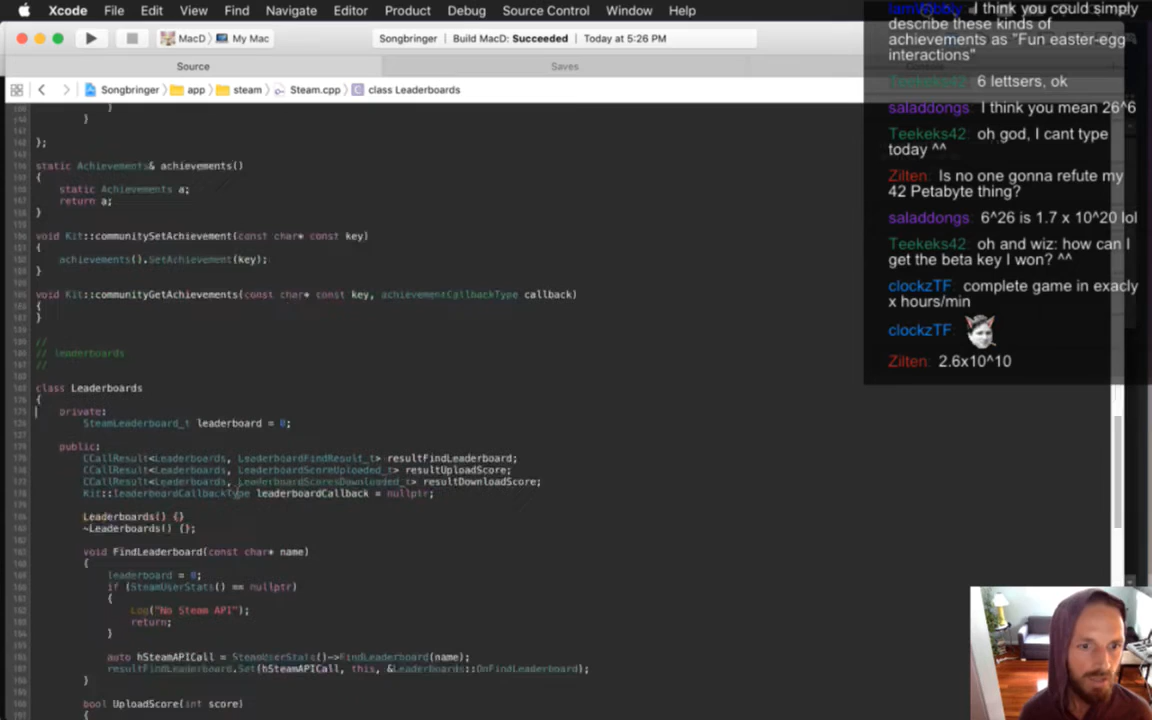 Xcode File Edit View Find Navigate Editor Product Debug Source Control Window Help
MacD My Mac
Songbringer Build MacD: Succeeded Today at 5:26 PM
Source Saves
Songbringer app steam Steam.cpp class Leaderboards
}
}
};
static Achievements& achievements()
{
static Achievements a;
return a;
}
void Kit::communitySetAchievement(const char* const key)
{
achievements().SetAchievement(key);
}
void Kit::communityGetAchievements(const char* const key, achievementCallbackType callback)
{
}
//
// leaderboards
//
class Leaderboards
{
private:
SteamLeaderboard_t leaderboard = 0;
public:
CCallResult<Leaderboards, LeaderboardFindResult_t> resultFindLeaderboard;
CCallResult<Leaderboards, LeaderboardScoreUploaded_t> resultUploadScore;
CCallResult<Leaderboards, LeaderboardScoresDownloaded_t> resultDownloadScore;
Kit::leaderboardCallbackType leaderboardCallback = nullptr;
Leaderboards() {}
~Leaderboards() {};
void FindLeaderboard(const char* name)
{
leaderboard = 0;
if (SteamUserStats() == nullptr)
{
Log("No Steam API");
return;
}
auto hSteamAPICall = SteamUserStats()->FindLeaderboard(name);
resultFindLeaderboard.Set(hSteamAPICall, this, &Leaderboards::OnFindLeaderboard);
}
bool UploadScore(int score)
{
I think you could simply
describe these kinds of
achievements as "Fun easter-egg
interactions"
Teekeks42: 6 lettsers, ok
saladdongs: I think you mean 26^6
Teekeks42: oh god, I cant type
today ^^
Zilten: Is no one gonna refute my
42 Petabyte thing?
saladdongs: 6^26 is 1.7 x 10^20 lol
Teekeks42: oh and wiz: how can I
get the beta key I won? ^^
clockzTF: complete game in exacly
x hours/min
clockzTF:
Zilten: 2.6x10^10